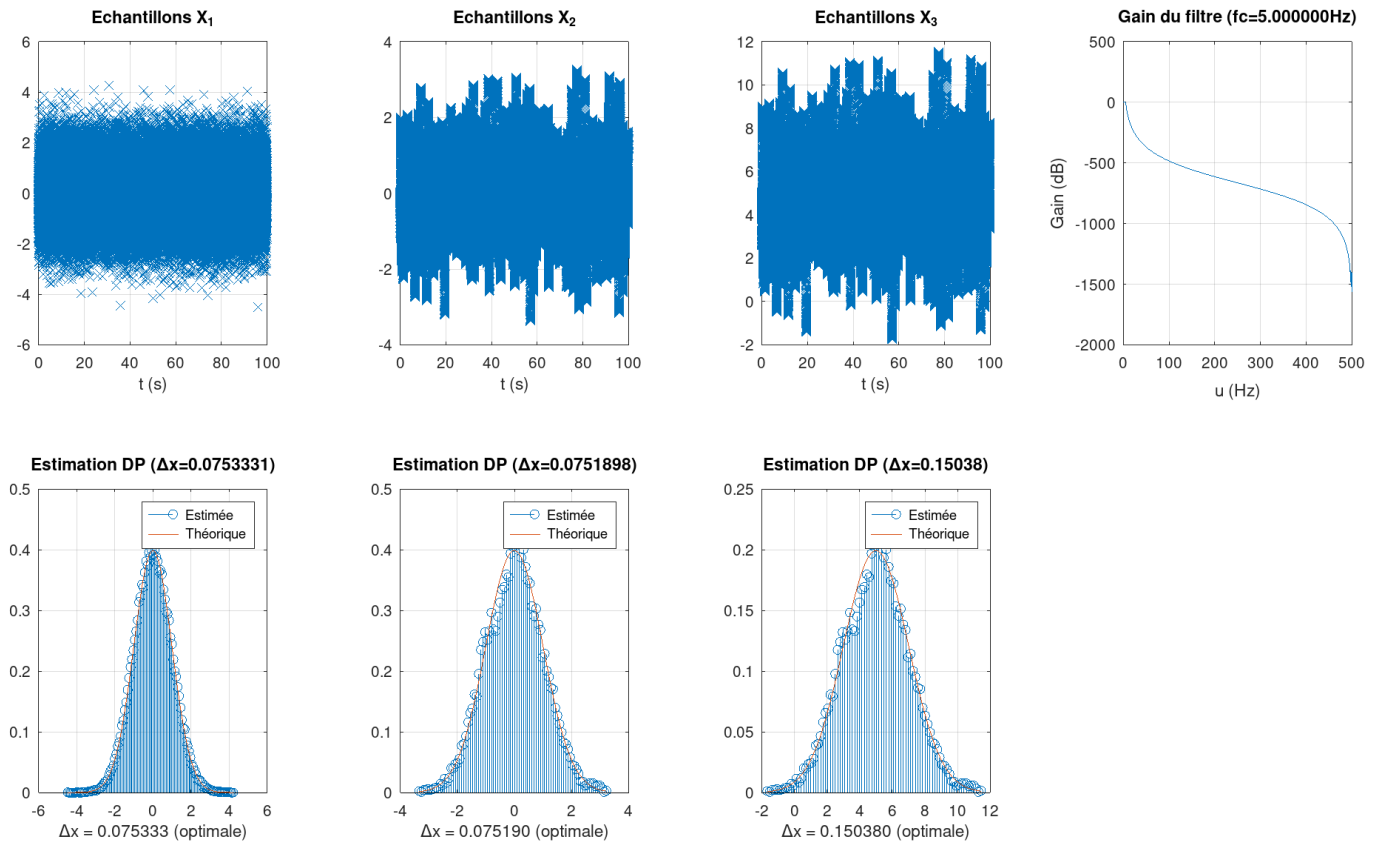 Echantillons X₁
6
4
2
0
-2
-4
-6
0 20 40 60 80 100
t (s)
Echantillons X₂
4
2
0
-2
-4
0 20 40 60 80 100
t (s)
Echantillons X₃
12
10
8
6
4
2
0
-2
0 20 40 60 80 100
t (s)
Gain du filtre (fc=5.000000Hz)
Gain (dB)
500
0
-500
-1000
-1500
-2000
0 100 200 300 400 500
u (Hz)
Estimation DP (Δx=0.0753331)
0.5
0.4
0.3
0.2
0.1
0
Estimée
Théorique
-6 -4 -2 0 2 4 6
Δx = 0.075333 (optimale)
Estimation DP (Δx=0.0751898)
0.5
0.4
0.3
0.2
0.1
0
Estimée
Théorique
-4 -2 0 2 4
Δx = 0.075190 (optimale)
Estimation DP (Δx=0.15038)
0.25
0.2
0.15
0.1
0.05
0
Estimée
Théorique
-2 0 2 4 6 8 10 12
Δx = 0.150380 (optimale)